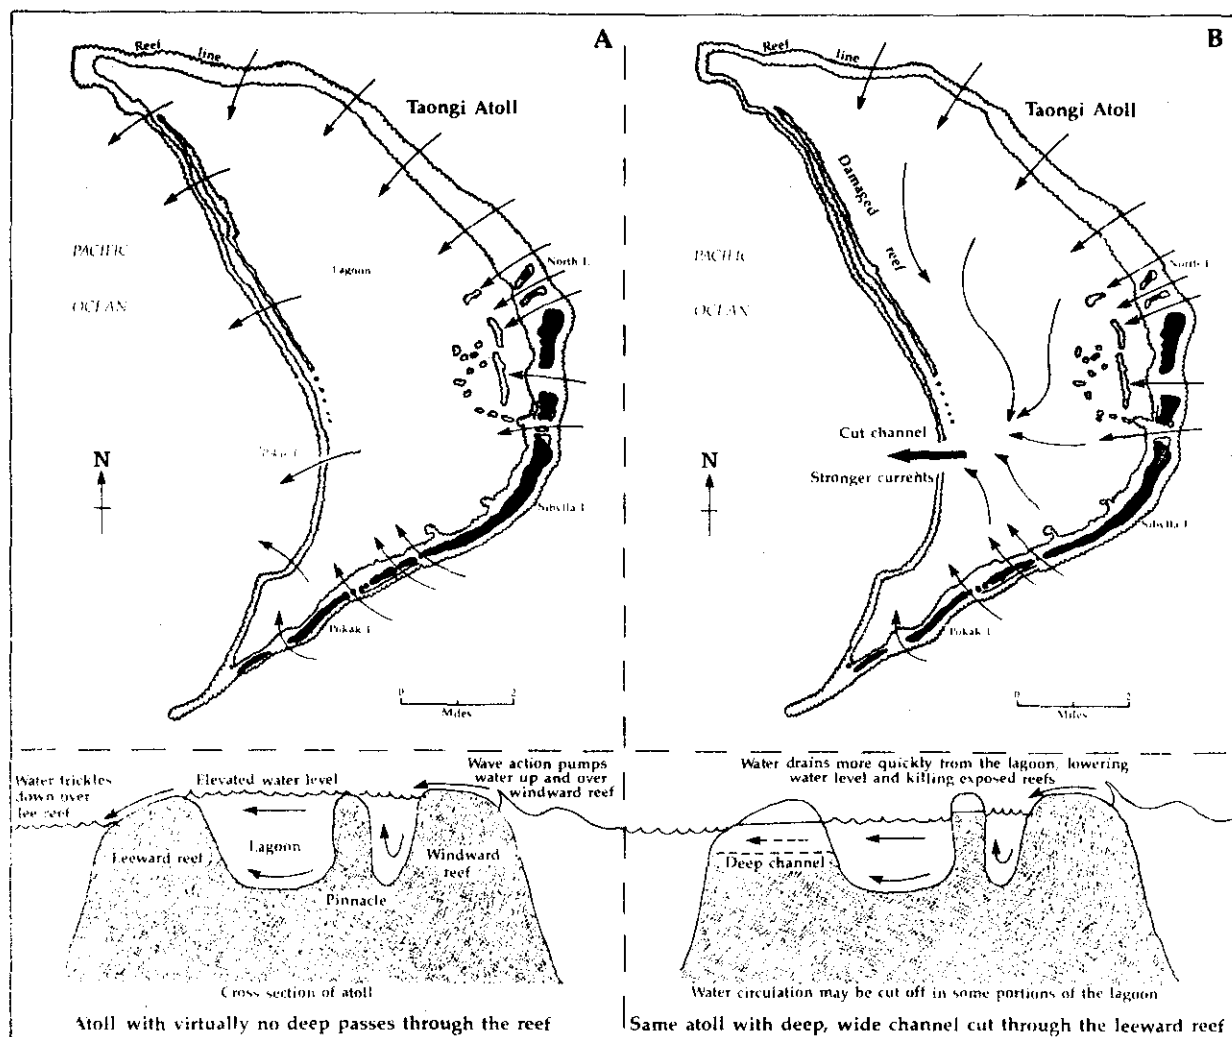 A
Reef line
Taongi Atoll
PACIFIC
OCEAN
Lagoon
North I.
N
Sibylla I
Pokak I
0 2
Miles
Water trickles
down over
lee reef
Elevated water level
Wave action pumps
water up and over
windward reef
Leeward reef
Lagoon
Windward
reef
Pinnacle
Cross section of atoll
Atoll with virtually no deep passes through the reef
B
Reef line
Taongi Atoll
Damaged reef
PACIFIC
OCEAN
North I.
Cut channel
N
Stronger currents
Sibylla I
Pokak I
0 2
Miles
Water drains more quickly from the lagoon, lowering
water level and killing exposed reefs
Deep channel
Water circulation may be cut off in some portions of the lagoon
Same atoll with deep, wide channel cut through the leeward reef